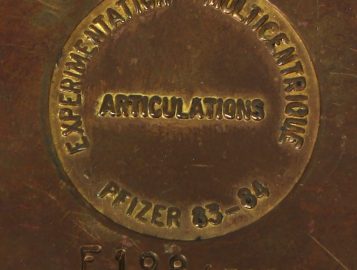 EXPERIMENTATION MULTICENTRIQUE
ARTICULATIONS
PFIZER 83-84